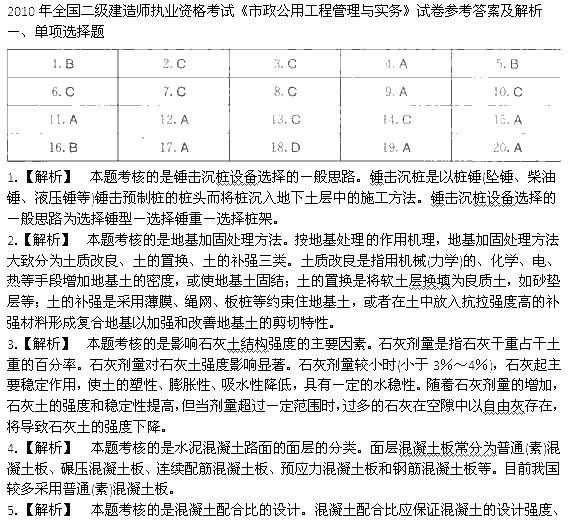 2010年全国二级建造师执业资格考试《市政公用工程管理与实务》试卷参考答案及解析
一、单项选择题
1. B 2. C 3. C 4. A 5. B
6. C 7. C 8. C 9. A 10. C
11. A 12. A 13. C 14. C 15. A
16. B 17. A 18. D 19. A 20. A
1.【解析】 本题考核的是锤击沉桩设备选择的一般思路。锤击沉桩是以桩锤(坠锤、柴油
锤、液压锤等)锤击预制桩的桩头而将桩沉入地下土层中的施工方法。锤击沉桩设备选择的
一般思路为选择锤型—选择锤重—选择桩架。
2.【解析】 本题考核的是地基加固处理方法。按地基处理的作用机理，地基加固处理方法
大致分为土质改良、土的置换、土的补强三类。土质改良是指用机械(力学)的、化学、电、
热等手段增加地基土的密度，或使地基土固结；土的置换是将软土层换填为良质土，如砂垫
层等；土的补强是采用薄膜、绳网、板桩等约束住地基土，或者在土中放入抗拉强度高的补
强材料形成复合地基以加强和改善地基土的剪切特性。
3.【解析】 本题考核的是影响石灰土结构强度的主要因素。石灰剂量是指石灰干重占干土
重的百分率。石灰剂量对石灰土强度影响显著。石灰剂量较小时(小于3%～4%)，石灰起主
要稳定作用，使土的塑性、膨胀性、吸水性降低，具有一定的水稳性。随着石灰剂量的增加，
石灰土的强度和稳定性提高，但当剂量超过一定范围时，过多的石灰在空隙中以自由灰存在，
将导致石灰土的强度下降。
4.【解析】 本题考核的是水泥混凝土路面的面层的分类。面层混凝土板常分为普通(素)混
凝土板、碾压混凝土板、连续配筋混凝土板、预应力混凝土板和钢筋混凝土板等。目前我国
较多采用普通(素)混凝土板。
5.【解析】 本题考核的是混凝土配合比的设计。混凝土配合比应保证混凝土的设计强度、